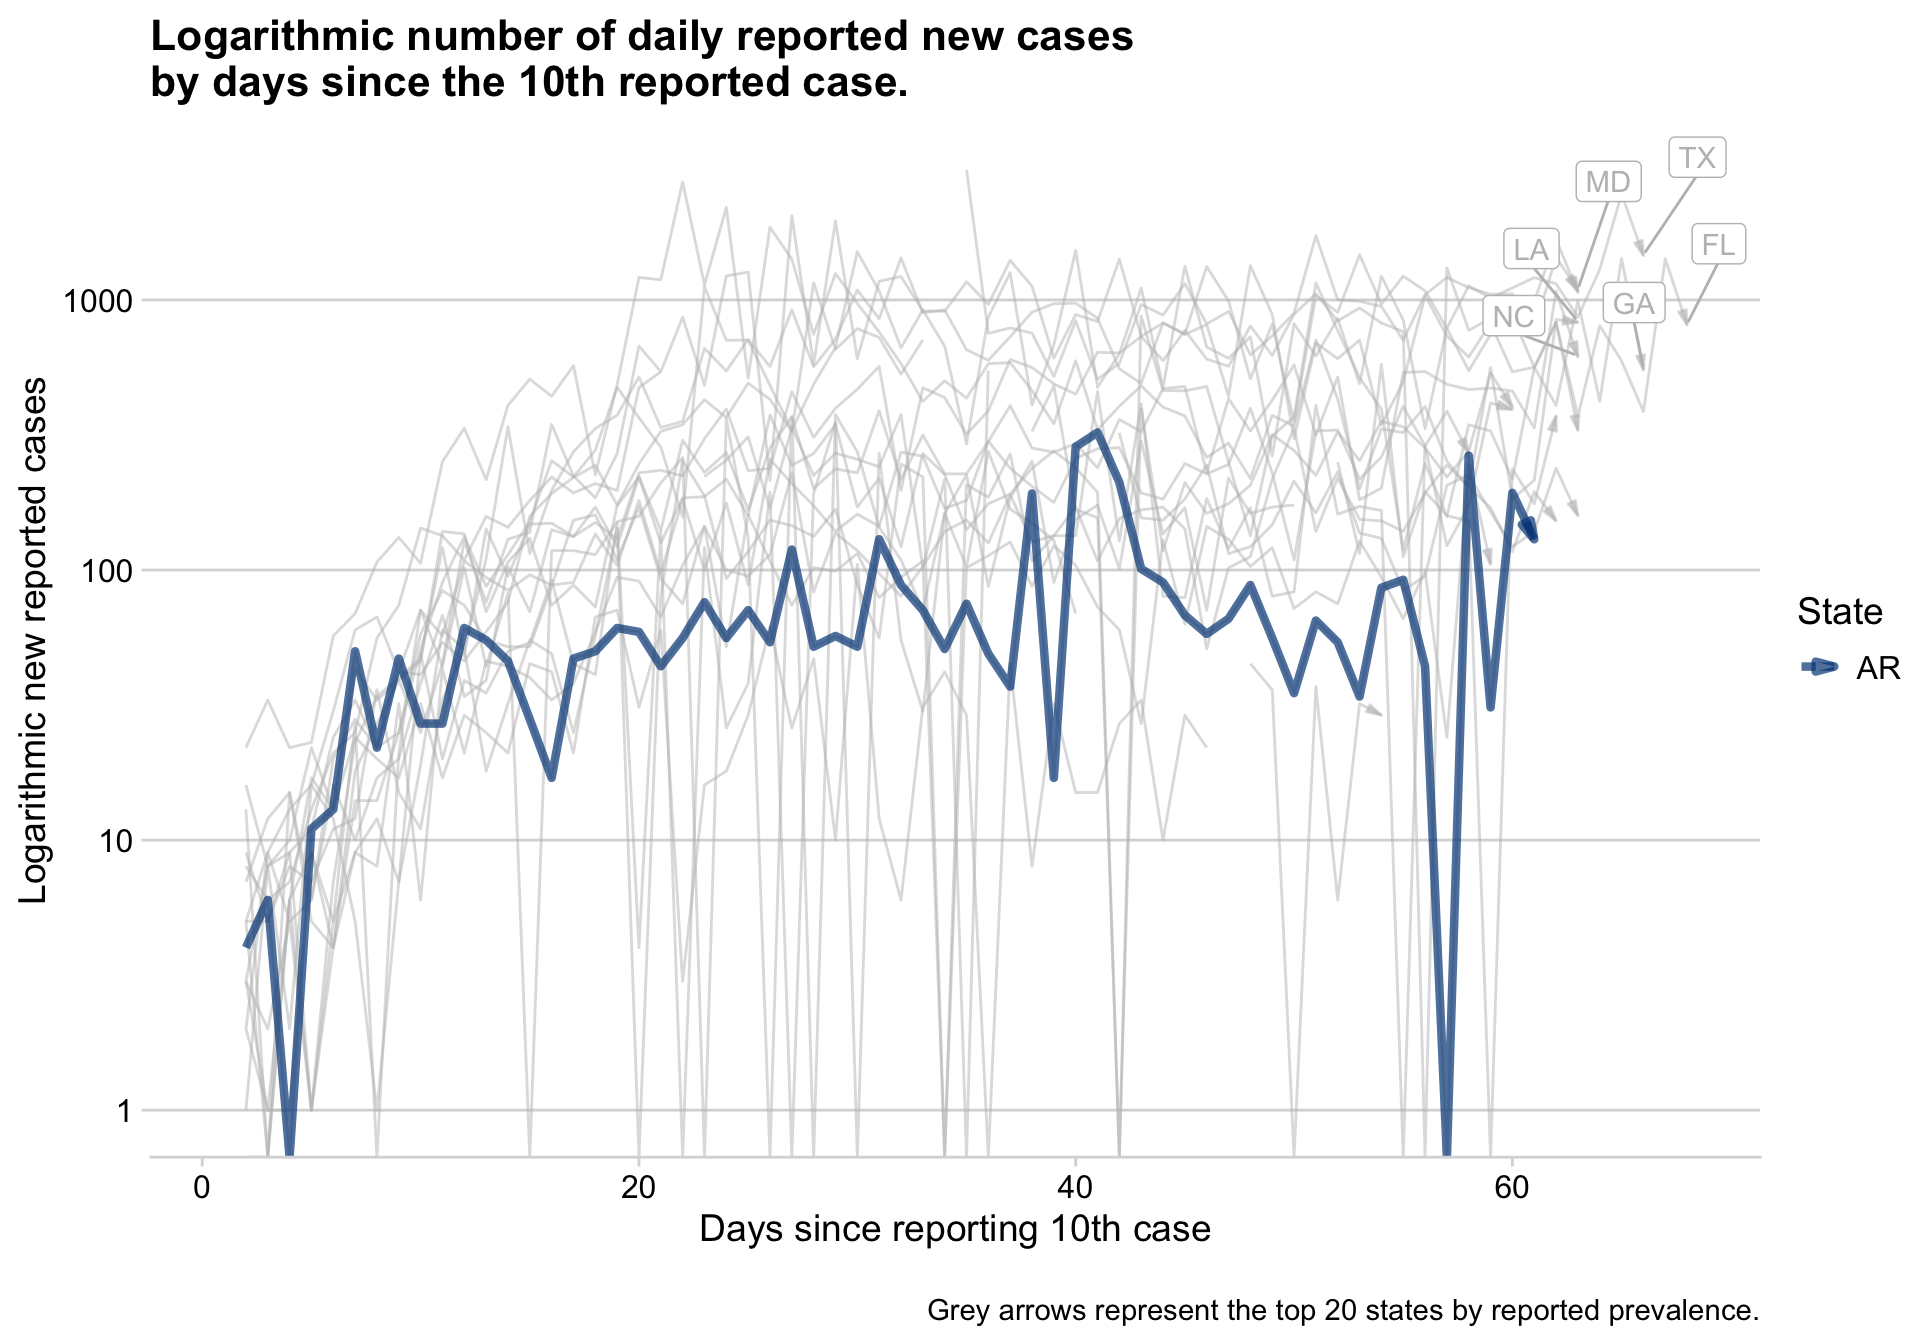 Logarithmic number of daily reported new cases
by days since the 10th reported case.
TX
MD
FL
LA
GA
NC
1000
100
10
1
Logarithmic new reported cases
State
AR
0 20 40 60
Days since reporting 10th case
Grey arrows represent the top 20 states by reported prevalence.